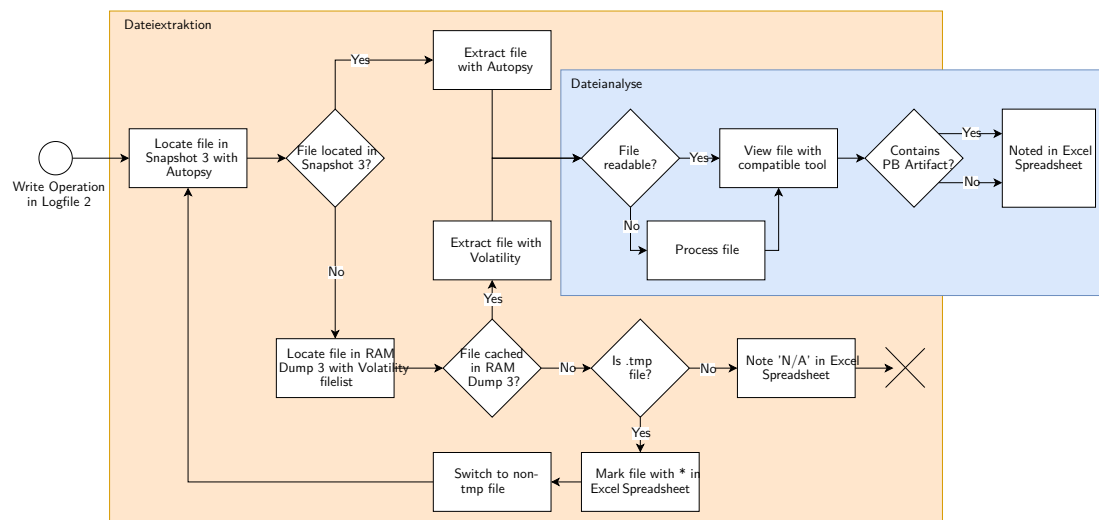 Dateiextraktion
Extract file
with Autopsy
Yes
Dateianalyse
Locate file in
Snapshot 3 with
Autopsy
File located in
Snapshot 3?
File
readable?
Yes
View file with
compatible tool
Contains
PB Artifact?
Yes
No
Noted in Excel
Spreadsheet
Write Operation
in Logfile 2
No
Process file
Extract file with
Volatility
No
Yes
Locate file in RAM
Dump 3 with Volatility
filelist
File cached
in RAM
Dump 3?
No
Is .tmp
file?
No
Note 'N/A' in Excel
Spreadsheet
Yes
Switch to non-
tmp file
Mark file with * in
Excel Spreadsheet